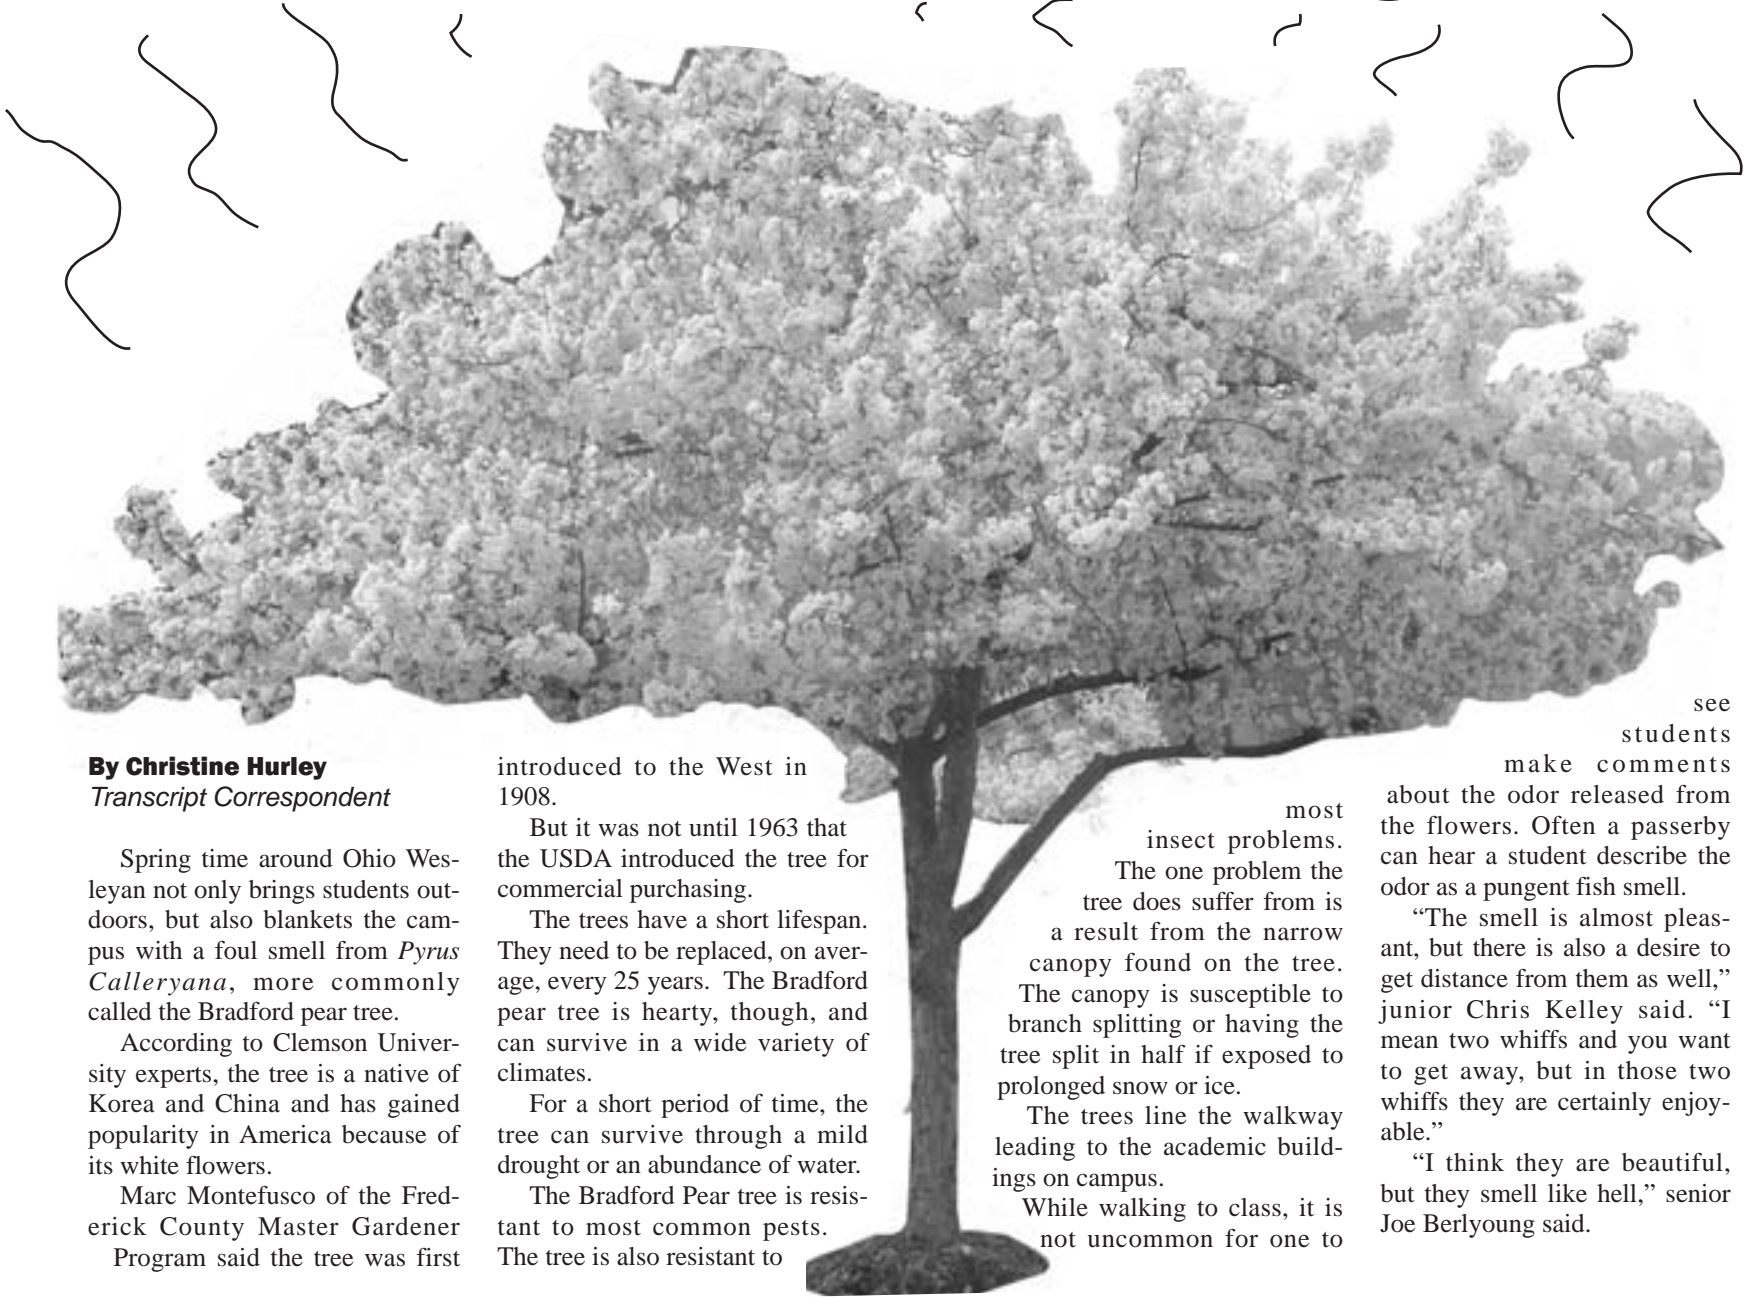 By Christine Hurley
Transcript Correspondent
Spring time around Ohio Wes-
leyan not only brings students out-
doors, but also blankets the cam-
pus with a foul smell from Pyrus
Calleryana, more commonly
called the Bradford pear tree.
According to Clemson Univer-
sity experts, the tree is a native of
Korea and China and has gained
popularity in America because of
its white flowers.
Marc Montefusco of the Fred-
erick County Master Gardener
Program said the tree was first
introduced to the West in
1908.
But it was not until 1963 that
the USDA introduced the tree for
commercial purchasing.
The trees have a short lifespan.
They need to be replaced, on aver-
age, every 25 years. The Bradford
pear tree is hearty, though, and
can survive in a wide variety of
climates.
For a short period of time, the
tree can survive through a mild
drought or an abundance of water.
The Bradford Pear tree is resis-
tant to most common pests.
The tree is also resistant to
most
insect problems.
The one problem the
tree does suffer from is
a result from the narrow
canopy found on the tree.
The canopy is susceptible to
branch splitting or having the
tree split in half if exposed to
prolonged snow or ice.
The trees line the walkway
leading to the academic build-
ings on campus.
While walking to class, it is
not uncommon for one to
see
students
make comments
about the odor released from
the flowers. Often a passerby
can hear a student describe the
odor as a pungent fish smell.
“The smell is almost pleas-
ant, but there is also a desire to
get distance from them as well,”
junior Chris Kelley said. “I
mean two whiffs and you want
to get away, but in those two
whiffs they are certainly enjoy-
able.”
“I think they are beautiful,
but they smell like hell,” senior
Joe Berlyoung said.